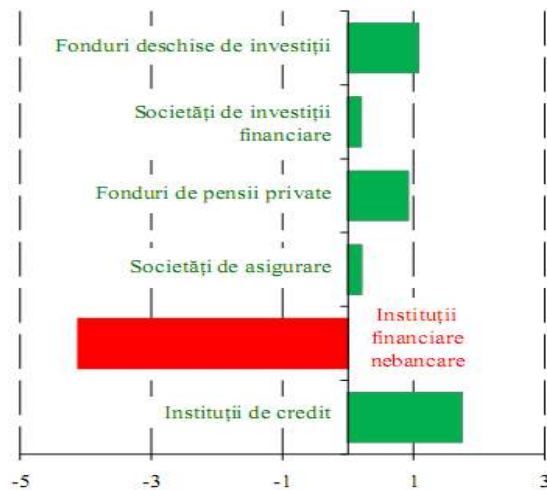 Fonduri deschise de investiții
Societăți de investiții
financiare
Fonduri de pensii private
Societăți de asigurare
Instituții
financiare
nebancare
Instituții de credit
-5 -3 -1 1 3